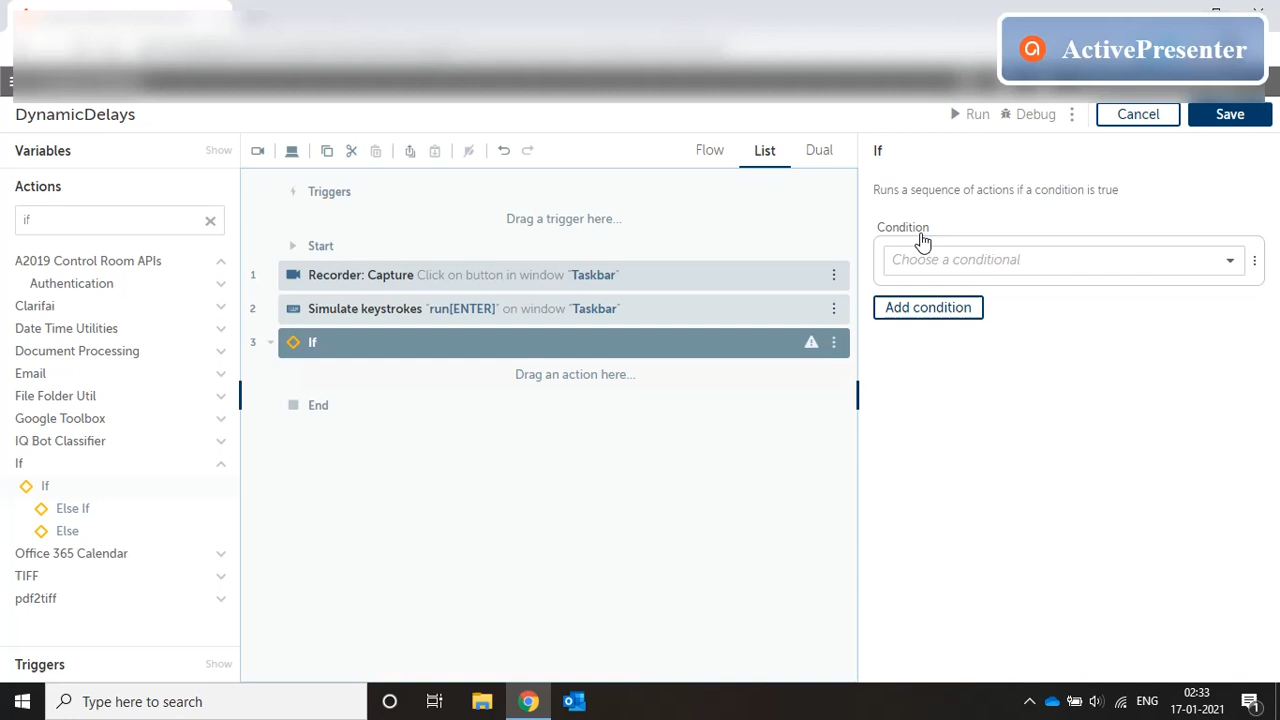 ActivePresenter
DynamicDelays
Run
Debug
Cancel
Save
Variables
Show
Flow
List
Dual
If
Actions
Runs a sequence of actions if a condition is true
Triggers
if
Drag a trigger here...
Condition
Start
Choose a conditional
A2019 Control Room APIs
1 Recorder: Capture Click on button in window "Taskbar"
Authentication
Clarifai
2 Simulate keystrokes "run[ENTER]" on window "Taskbar"
Add condition
Date Time Utilities
3 If
Document Processing
Email
Drag an action here...
File Folder Util
End
Google Toolbox
IQ Bot Classifier
If
If
Else If
Else
Office 365 Calendar
TIFF
pdf2tiff
Triggers
Show
Type here to search
ENG
02:33
17-01-2021
1